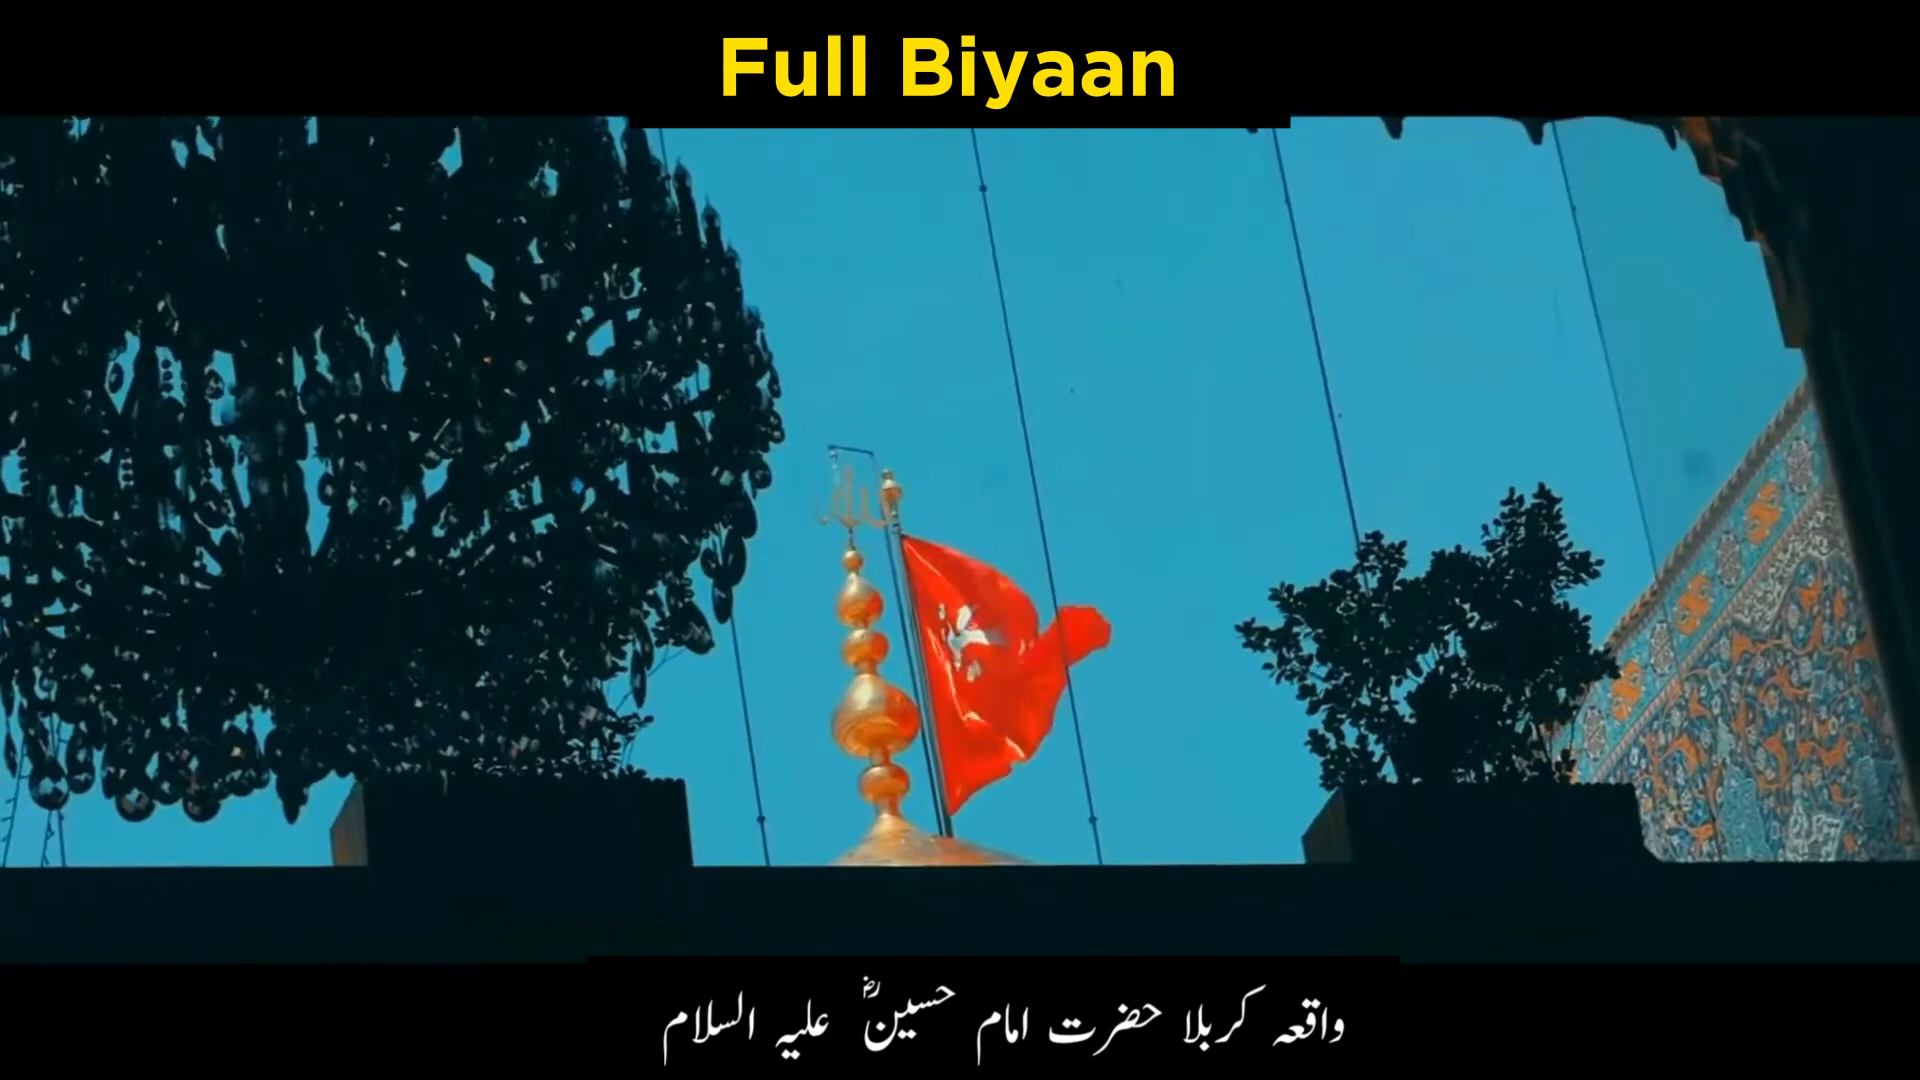 Full Biyaan
واقعہ کربلا حضرت امام حسینؓ علیہ السلام